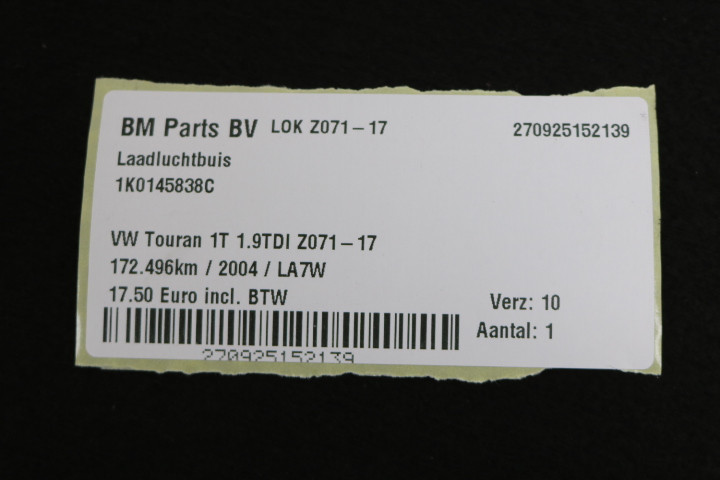 BM Parts BV LOK Z071-17 270925152139
Laadluchtbuis
1K0145838C
VW Touran 1T 1.9TDI Z071-17
172.496km / 2004 / LA7W
17.50 Euro incl. BTW Verz: 10
Aantal: 1
270925152139